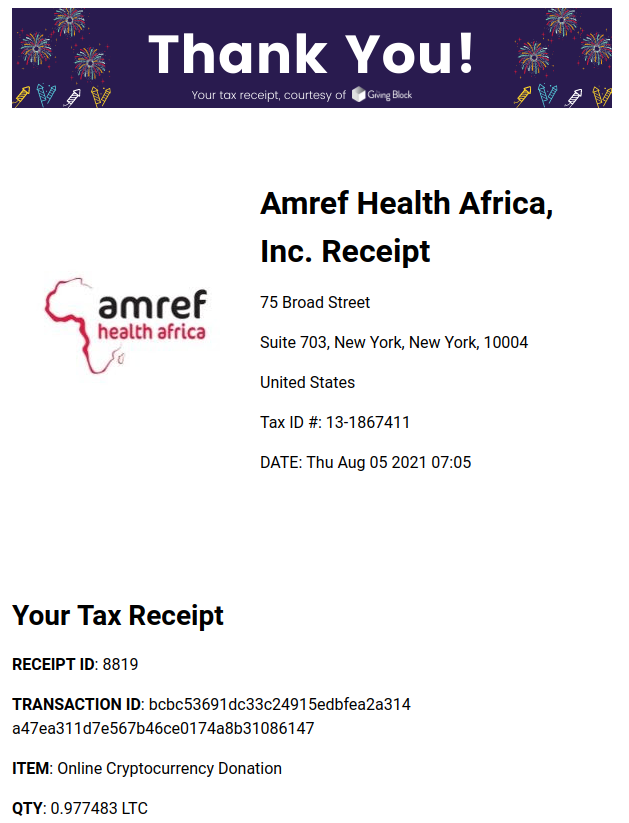 Thank You!
Your tax receipt, courtesy of Giving Block
amref
health africa
Amref Health Africa,
Inc. Receipt
75 Broad Street
Suite 703, New York, New York, 10004
United States
Tax ID #: 13-1867411
DATE: Thu Aug 05 2021 07:05
Your Tax Receipt
RECEIPT ID: 8819
TRANSACTION ID: bcbc53691dc33c24915edbfea2a314
a47ea311d7e567b46ce0174a8b31086147
ITEM: Online Cryptocurrency Donation
QTY: 0.977483 LTC